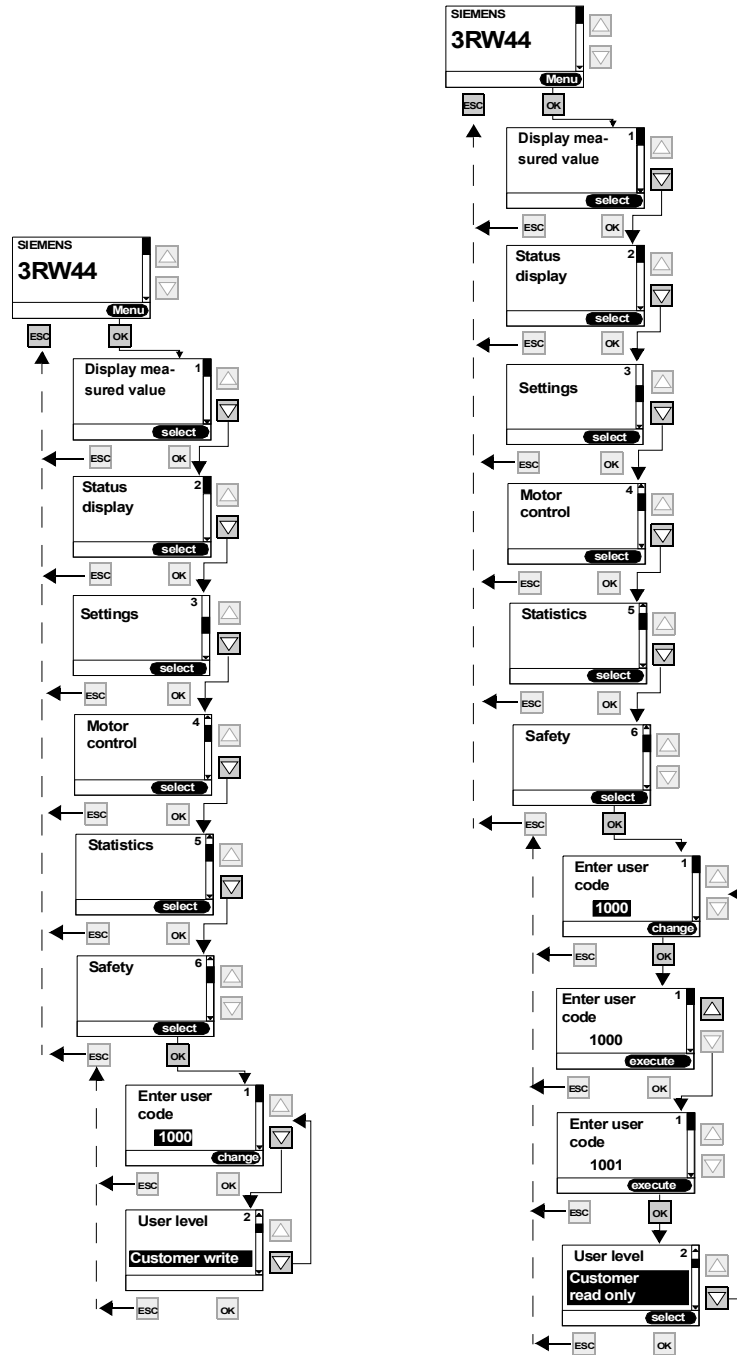 SIEMENS
3RW44
Menu
ESC
OK
Display mea-
sured value
1
select
ESC
OK
Status
display
2
select
ESC
OK
Settings
3
select
ESC
OK
Motor
control
4
select
ESC
OK
Statistics
5
select
ESC
OK
Safety
6
select
ESC
OK
Enter user
code
1
1000
change
ESC
OK
User level
2
Customer write
ESC
OK
SIEMENS
3RW44
Menu
ESC
OK
Display mea-
sured value
1
select
ESC
OK
Status
display
2
select
ESC
OK
Settings
3
select
ESC
OK
Motor
control
4
select
ESC
OK
Statistics
5
select
ESC
OK
Safety
6
select
ESC
OK
Enter user
code
1
1000
change
ESC
OK
Enter user
code
1
1000
execute
ESC
OK
Enter user
code
1
1001
execute
ESC
OK
User level
2
Customer
read only
select
ESC
OK